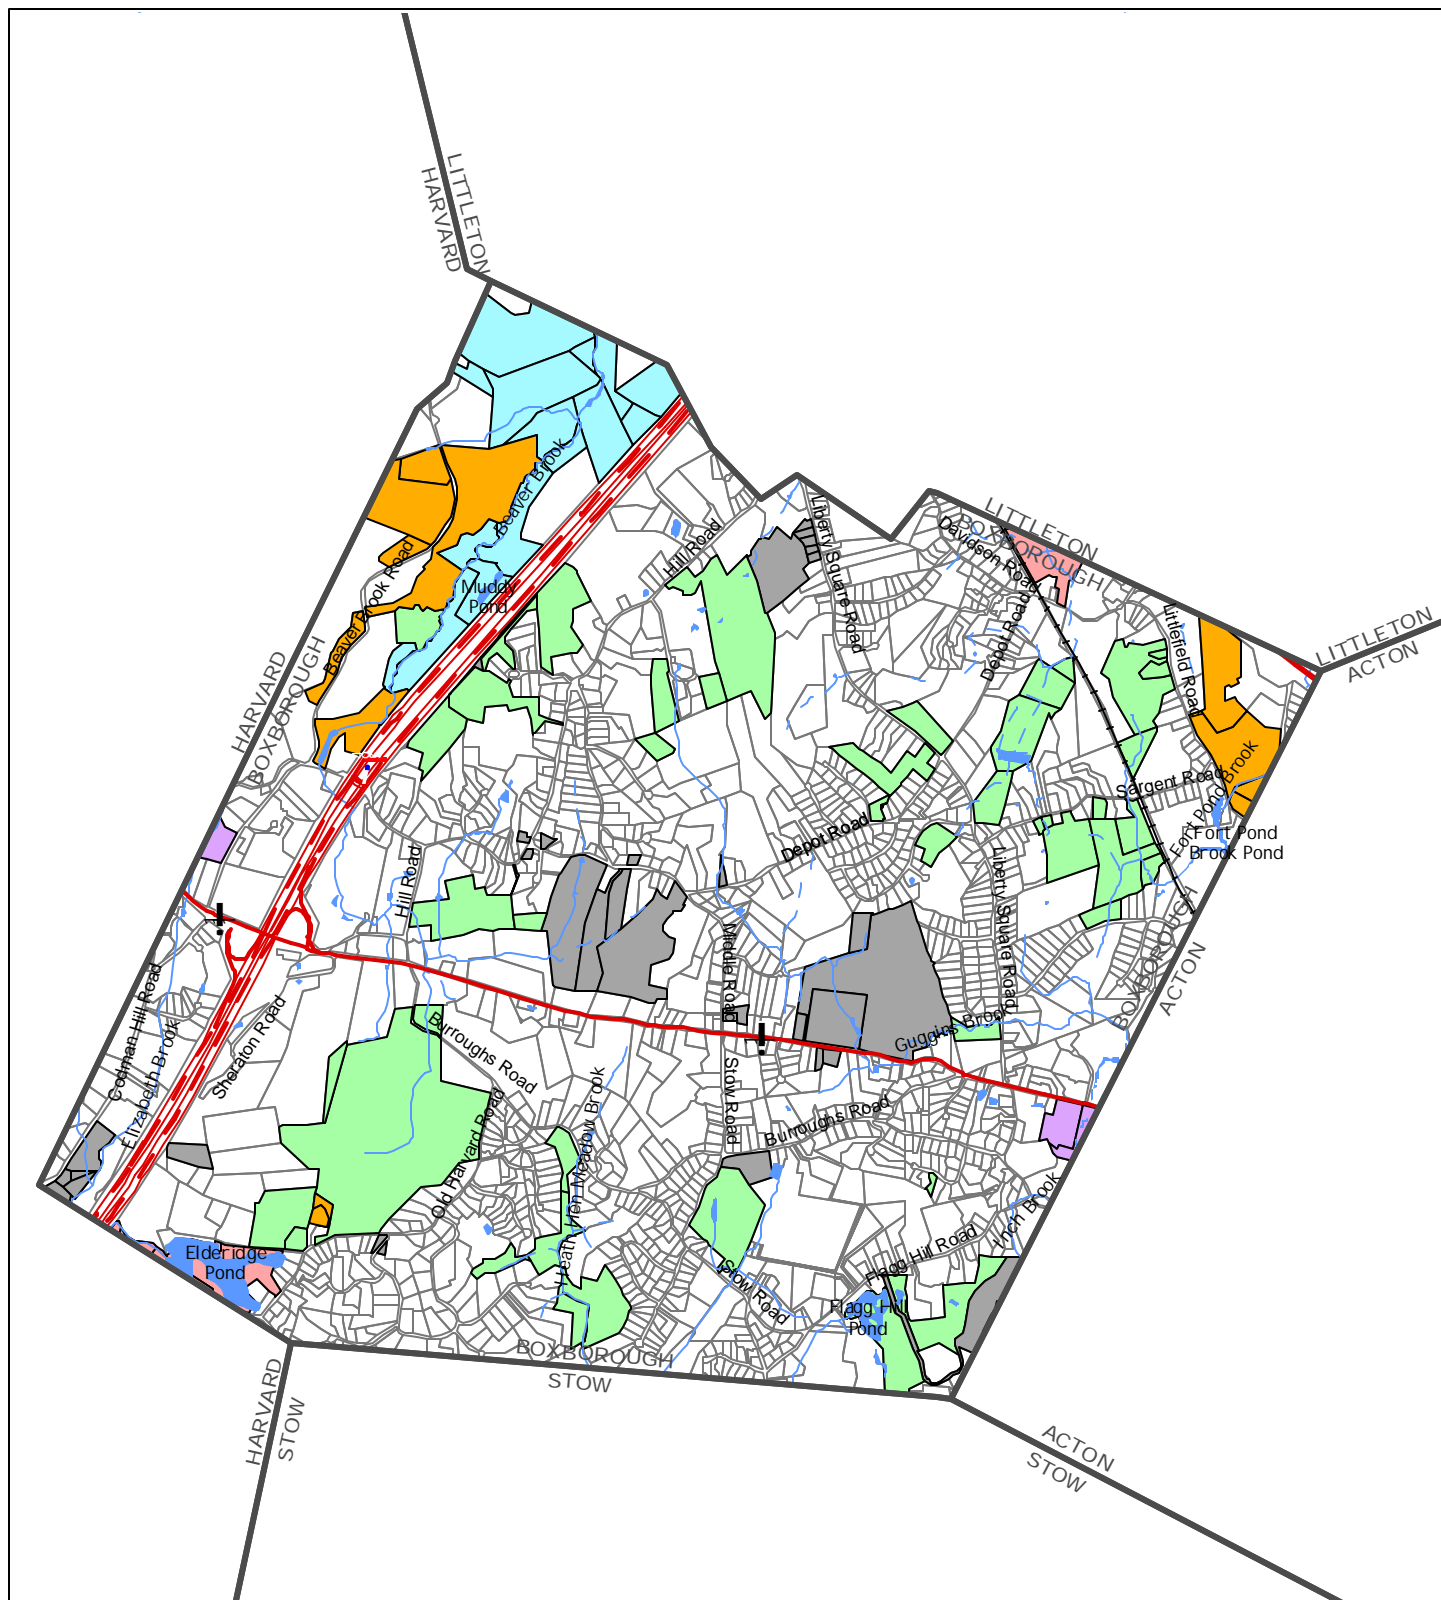 LITTLETON
HARVARD
Beaver Brook
Hill Road
Liberty Square Road
LITTLETON
BOXBOROUGH
Davidson Road
Beaver Brook Road
Muddy
Pond
Depot Road
Littlefield Road
LITTLETON
ACTON
HARVARD
BOXBOROUGH
Sargent Road
Fort Pond Brook
Fort Pond
Brock Pond
Depot Road
Hill Road
Liberty Square Road
Middle Road
BOXBOROUGH
ACTON
Codman Hill Road
Elizabeth Brook
Sheraton Road
Burroughs Road
Guggins Brook
Stow Road
Burroughs Road
Old Harvard Road
Heath Hen Meadow Brook
Inch Brook
Flagg Hill Road
Elderidge
Pond
Stow Road
Flagg Hill
Pond
BOXBOROUGH
STOW
HARVARD
STOW
ACTON
STOW